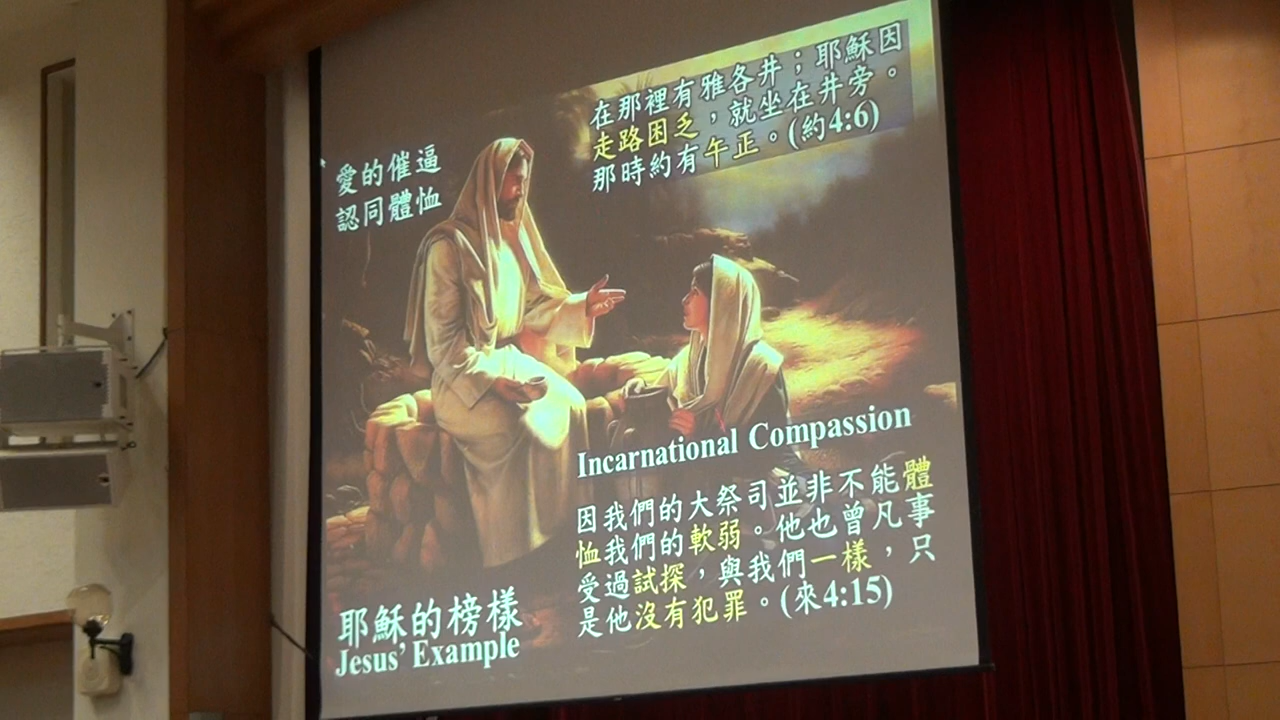 在那裡有雅各井；耶穌因
走路困乏，就坐在井旁。
那時約有午正。(約4:6)
愛的催逼
認同體恤
Incarnational Compassion
因我們的大祭司並非不能體
恤我們的軟弱。他也曾凡事
受過試探，與我們一樣，只
是他沒有犯罪。(來4:15)
耶穌的榜樣
Jesus’ Example